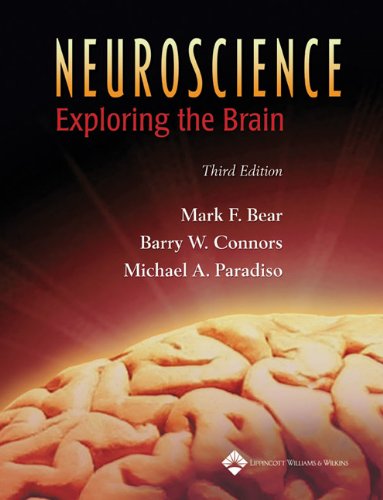 NEUROSCIENCE
Exploring the Brain
Third Edition
Mark F. Bear
Barry W. Connors
Michael A. Paradiso
LIPPINCOTT WILLIAMS & WILKINS